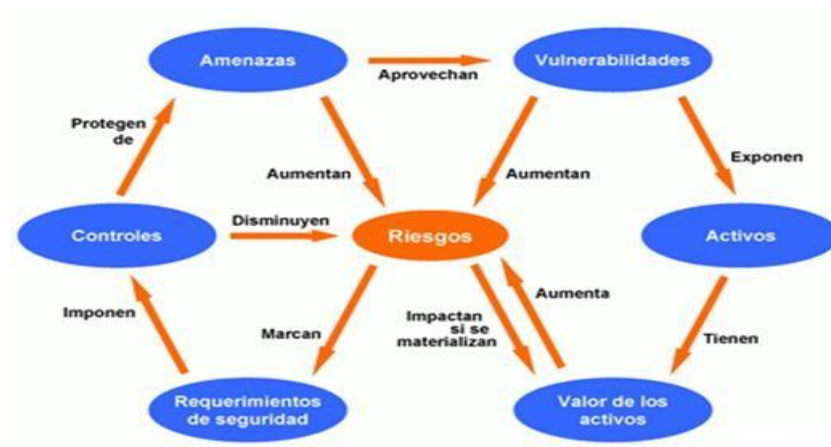 Amenazas
Aprovechan
Vulnerabilidades
Protegen
de
Aumentan
Aumentan
Exponen
Controles
Disminuyen
Riesgos
Activos
Imponen
Marcan
Impactan
si se
materializan
Aumenta
Tienen
Requerimientos
de seguridad
Valor de los
activos